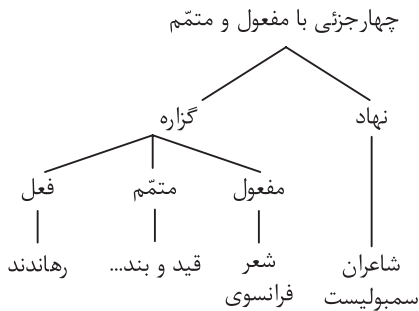 چهارجزئی با مفعول و متمّم
نهاد گزاره
مفعول متمّم فعل
شاعران سمبولیست شعر فرانسوی قید و بند... رهاندند